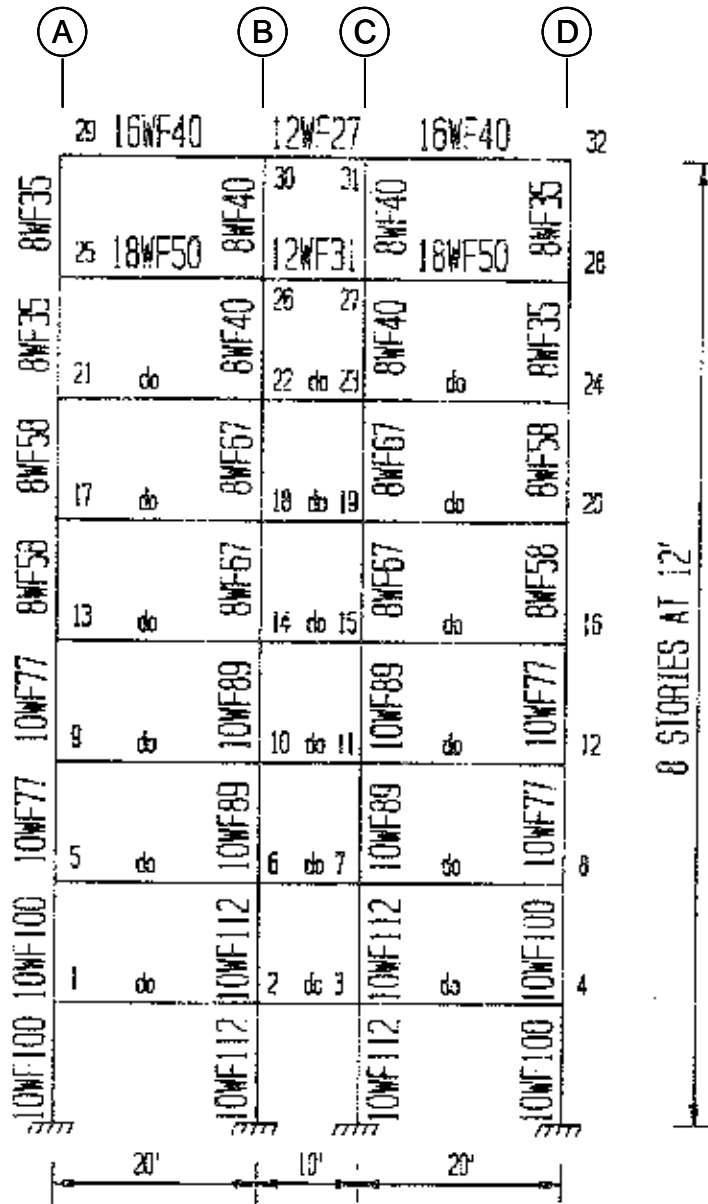 A B C D
29 16WF40 12WF27 16WF40 32
8WF35 30 8WF40 31 8WF40 8WF35
25 18WF50 12WF31 18WF50 28
8WF35 8WF40 26 27 8WF40 8WF35
21 do 22 do 23 do 24
8WF58 8WF67 8WF67 8WF58
17 do 18 do 19 do 20
8WF58 8WF67 8WF67 8WF58
13 do 14 do 15 do 16
10WF77 10WF89 10WF89 10WF77
9 do 10 do 11 do 12
10WF77 10WF89 10WF89 10WF77
5 do 6 do 7 do 8
10WF100 10WF112 10WF112 10WF100
1 do 2 do 3 do 4
10WF100 10WF112 10WF112 10WF100
8 STORIES AT 12'
20' 10' 20'